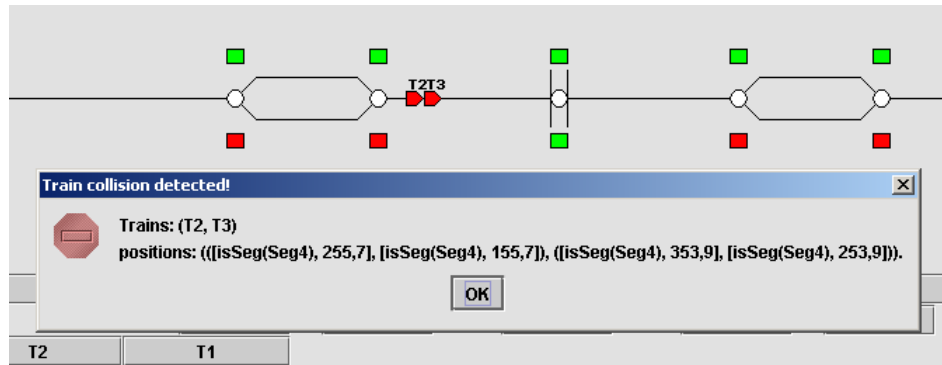 T2T3
Train collision detected!
Trains: (T2, T3)
positions: (([isSeg(Seg4), 255,7], [isSeg(Seg4), 155,7]), ([isSeg(Seg4), 353,9], [isSeg(Seg4), 253,9])).
OK
T2 T1